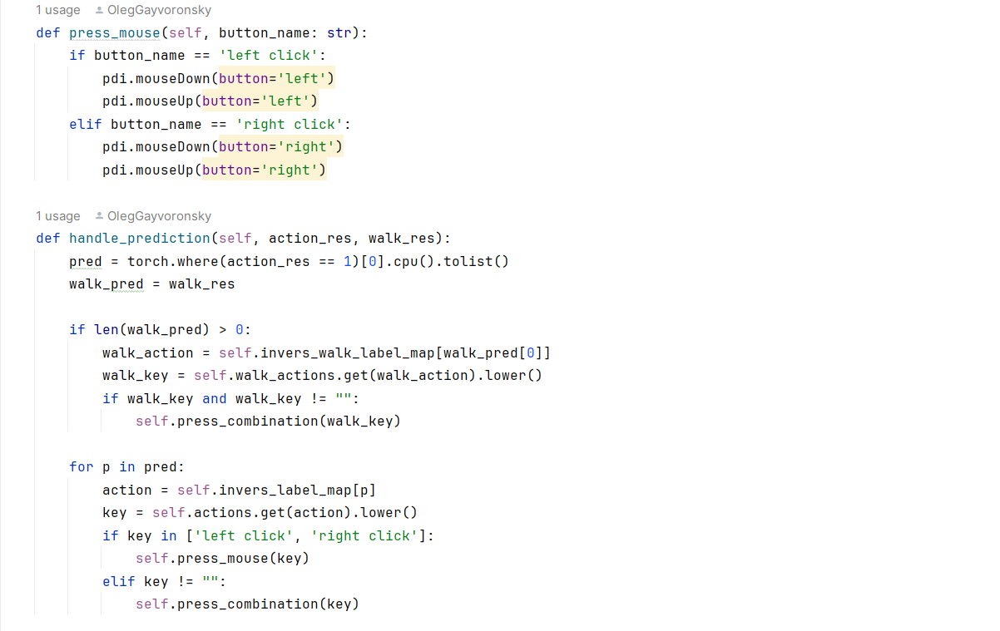 1 usage OlegGayvoronsky
def press_mouse(self, button_name: str):
    if button_name == 'left click':
        pdi.mouseDown(button='left')
        pdi.mouseUp(button='left')
    elif button_name == 'right click':
        pdi.mouseDown(button='right')
        pdi.mouseUp(button='right')
1 usage OlegGayvoronsky
def handle_prediction(self, action_res, walk_res):
    pred = torch.where(action_res == 1)[0].cpu().tolist()
    walk_pred = walk_res
    if len(walk_pred) > 0:
        walk_action = self.invers_walk_label_map[walk_pred[0]]
        walk_key = self.walk_actions.get(walk_action).lower()
        if walk_key and walk_key != "":
            self.press_combination(walk_key)
    for p in pred:
        action = self.invers_label_map[p]
        key = self.actions.get(action).lower()
        if key in ['left click', 'right click']:
            self.press_mouse(key)
        elif key != "":
            self.press_combination(key)